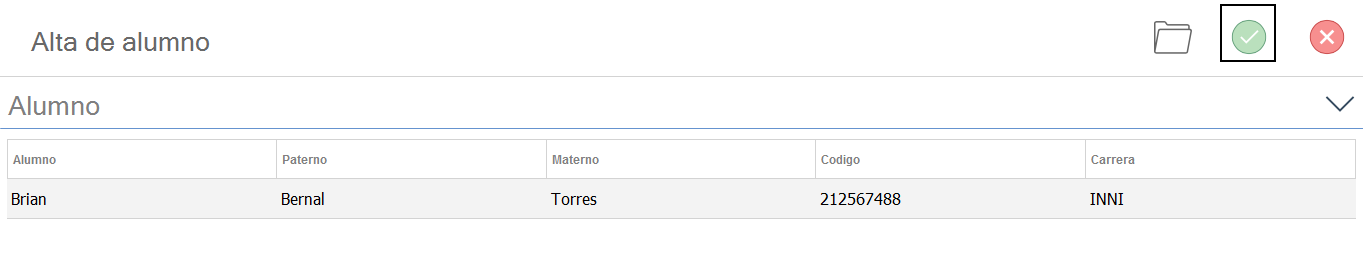 Alta de alumno
Alumno
Alumno Paterno Materno Codigo Carrera
Brian Bernal Torres 212567488 INNI